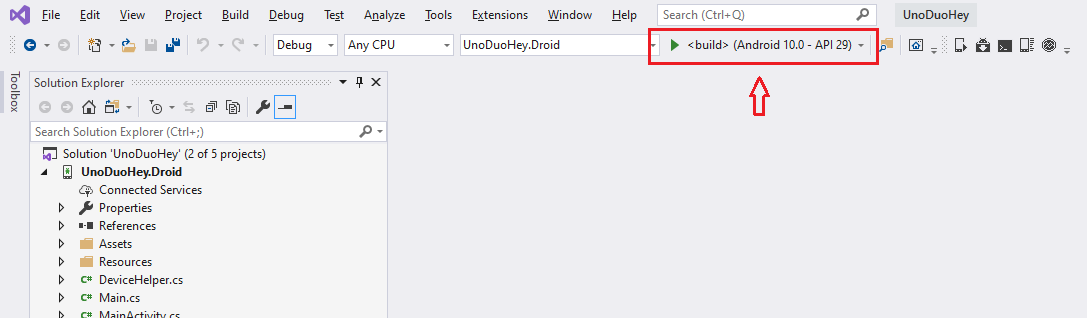 File Edit View Project Build Debug Test Analyze Tools Extensions Window Help Search (Ctrl+Q) UnoDuoHey
Debug Any CPU UnoDuoHey.Droid <build> (Android 10.0 - API 29)
Toolbox
Solution Explorer
Search Solution Explorer (Ctrl+;)
Solution 'UnoDuoHey' (2 of 5 projects)
UnoDuoHey.Droid
Connected Services
Properties
References
Assets
Resources
C# DeviceHelper.cs
C# Main.cs
C# MainActivity.cs